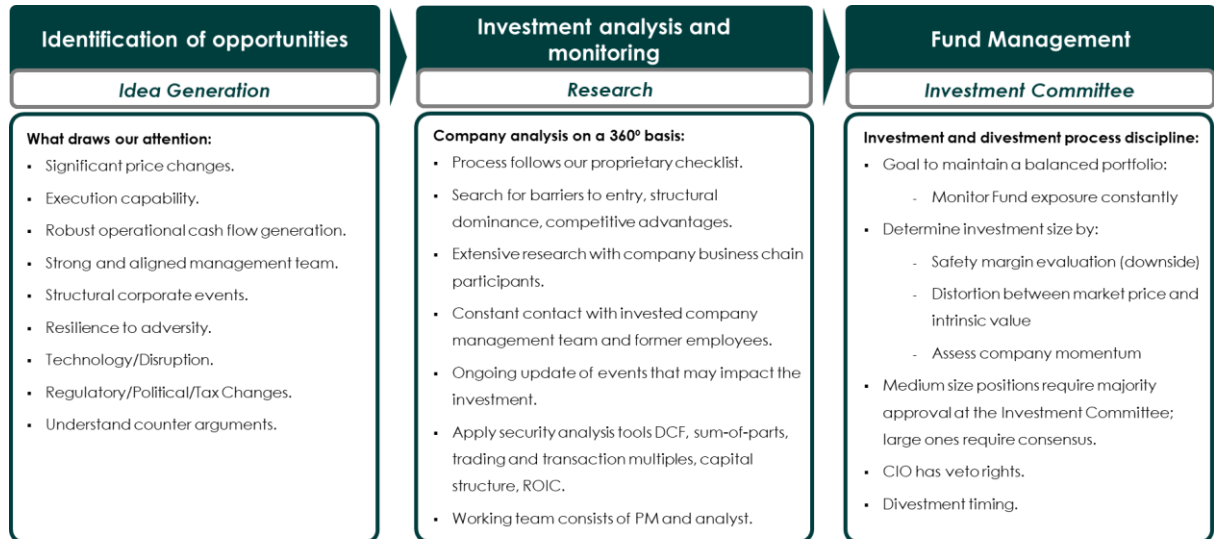 Identification of opportunities
Idea Generation
What draws our attention:
▪ Significant price changes.
▪ Execution capability.
▪ Robust operational cash flow generation.
▪ Strong and aligned management team.
▪ Structural corporate events.
▪ Resilience to adversity.
▪ Technology/Disruption.
▪ Regulatory/Political/Tax Changes.
▪ Understand counter arguments.
Investment analysis and
monitoring
Research
Company analysis on a 360º basis:
▪ Process follows our proprietary checklist.
▪ Search for barriers to entry, structural
dominance, competitive advantages.
▪ Extensive research with company business chain
participants.
▪ Constant contact with invested company
management team and former employees.
▪ Ongoing update of events that may impact the
investment.
▪ Apply security analysis tools DCF, sum-of-parts,
trading and transaction multiples, capital
structure, ROIC.
▪ Working team consists of PM and analyst.
Fund Management
Investment Committee
Investment and divestment process discipline:
▪ Goal to maintain a balanced portfolio:
- Monitor Fund exposure constantly
▪ Determine investment size by:
- Safety margin evaluation (downside)
- Distortion between market price and
intrinsic value
- Assess company momentum
▪ Medium size positions require majority
approval at the Investment Committee;
large ones require consensus.
▪ CIO has veto rights.
▪ Divestment timing.